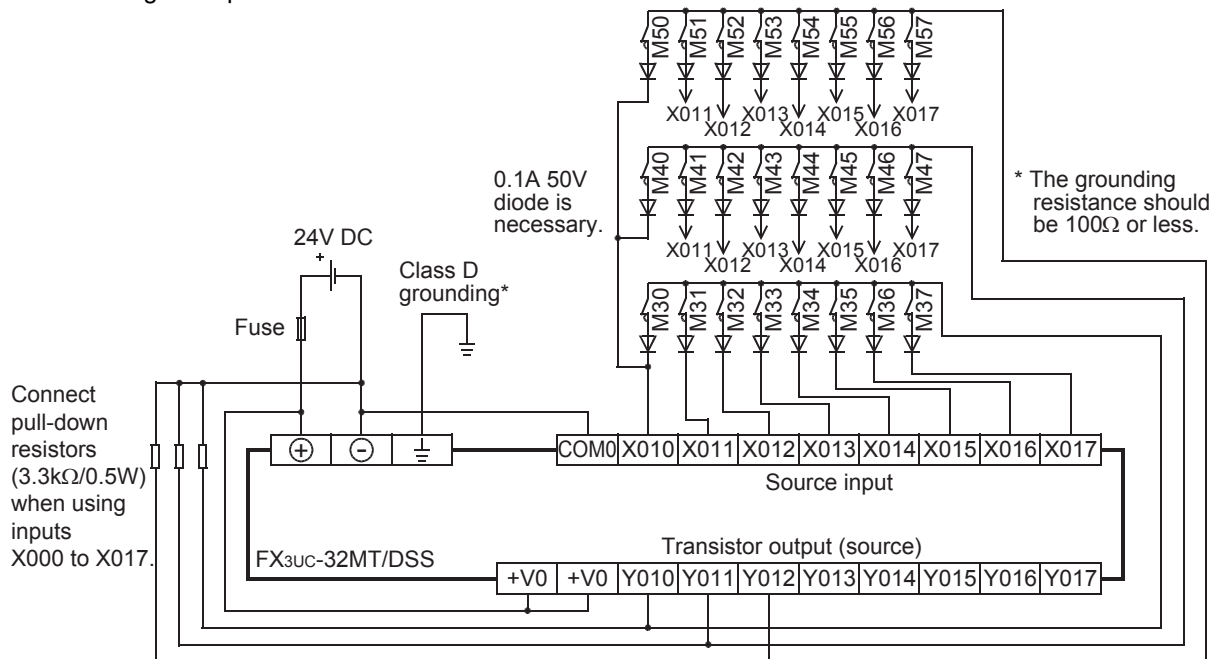 M50 M51 M52 M53 M54 M55 M56 M57
X011 X013 X015 X017
X012 X014 X016
M40 M41 M42 M43 M44 M45 M46 M47
X011 X013 X015 X017
X012 X014 X016
M30 M31 M32 M33 M34 M35 M36 M37
0.1A 50V
diode is
necessary.
* The grounding
resistance should
be 100Ω or less.
24V DC
+
Class D
grounding*
Fuse
Connect
pull-down
resistors
(3.3kΩ/0.5W)
when using
inputs
X000 to X017.
+ - COM0 X010 X011 X012 X013 X014 X015 X016 X017
Source input
FX3UC-32MT/DSS
Transistor output (source)
+V0 +V0 Y010 Y011 Y012 Y013 Y014 Y015 Y016 Y017